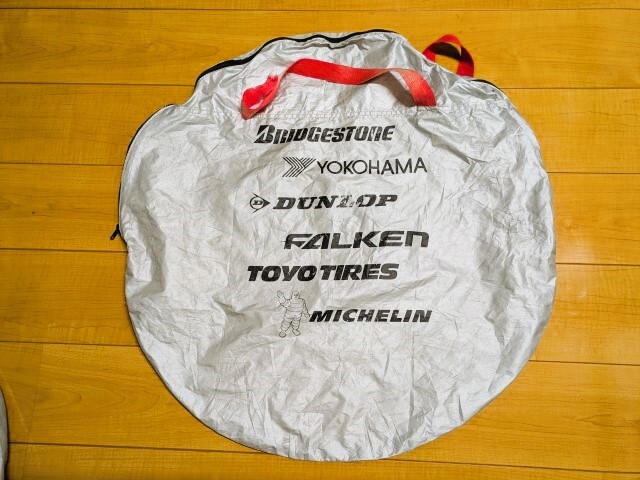 BRIDGESTONE
YOKOHAMA
D DUNLOP
FALKEN
TOYO TIRES
MICHELIN